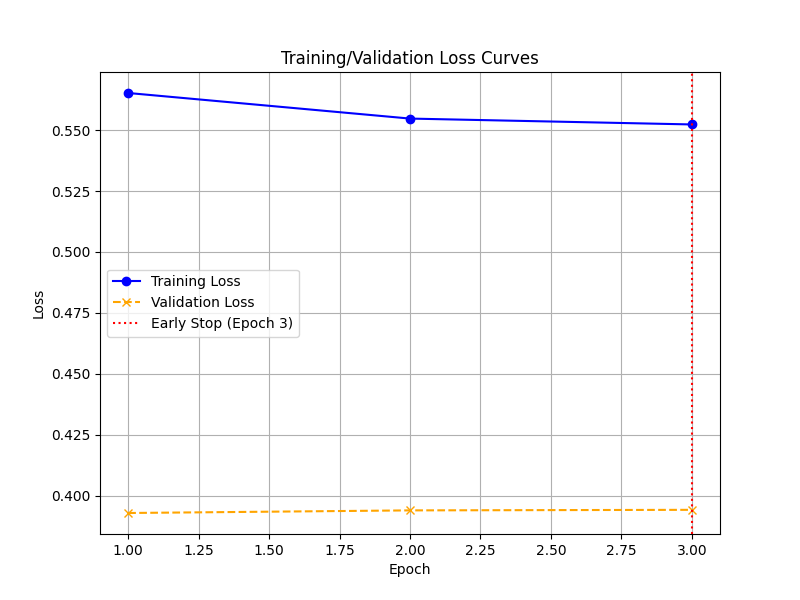 Training/Validation Loss Curves
0.550
0.525
0.500
0.475
0.450
0.425
0.400
Loss
Training Loss
Validation Loss
Early Stop (Epoch 3)
1.00 1.25 1.50 1.75 2.00 2.25 2.50 2.75 3.00
Epoch